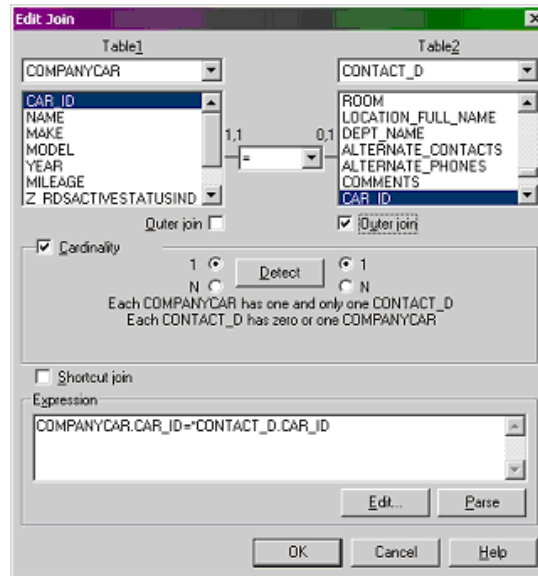 Edit Join
Table1 Table2
COMPANYCAR CONTACT_D
CAR_ID
NAME
MAKE
MODEL
YEAR
MILEAGE
Z_RDSACTIVESTATUSIND
1,1 = 0,1
ROOM
LOCATION_FULL_NAME
DEPT_NAME
ALTERNATE_CONTACTS
ALTERNATE_PHONES
COMMENTS
CAR_ID
Outer join Outer join
Cardinality
1 Detect 1
N N
Each COMPANYCAR has one and only one CONTACT_D
Each CONTACT_D has zero or one COMPANYCAR
Shortcut join
Expression
COMPANYCAR.CAR_ID=*CONTACT_D.CAR_ID
Edit... Parse
OK Cancel Help